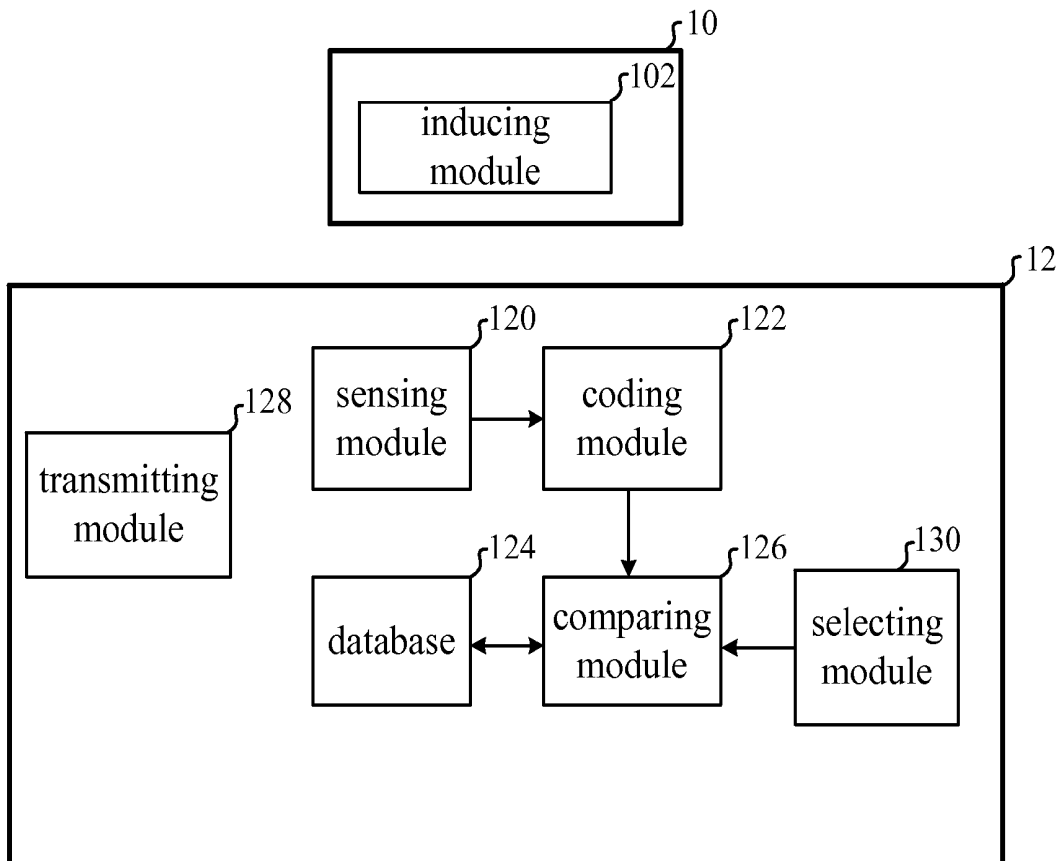 10
102
inducing
module
12
120
sensing
module
122
coding
module
128
transmitting
module
124
database
126
comparing
module
130
selecting
module